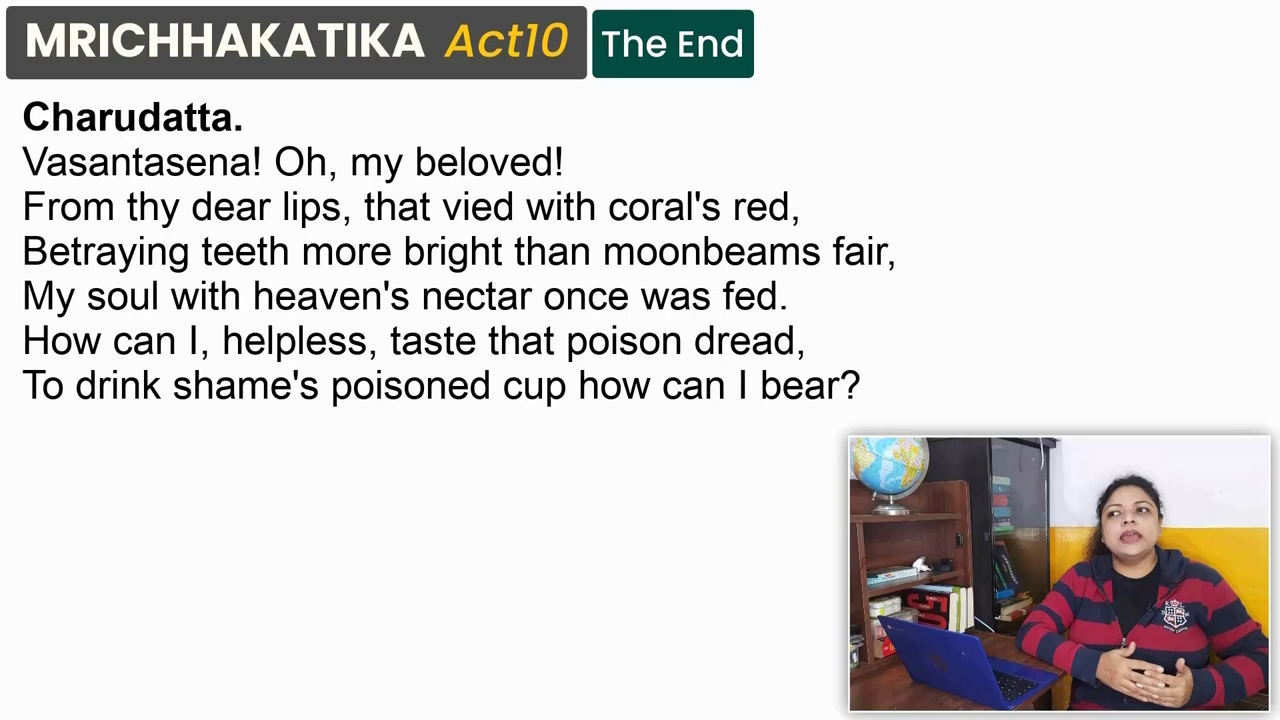 MRICHHAKATIKA Act10 The End
Charudatta.
Vasantasena! Oh, my beloved!
From thy dear lips, that vied with coral's red,
Betraying teeth more bright than moonbeams fair,
My soul with heaven's nectar once was fed.
How can I, helpless, taste that poison dread,
To drink shame's poisoned cup how can I bear?